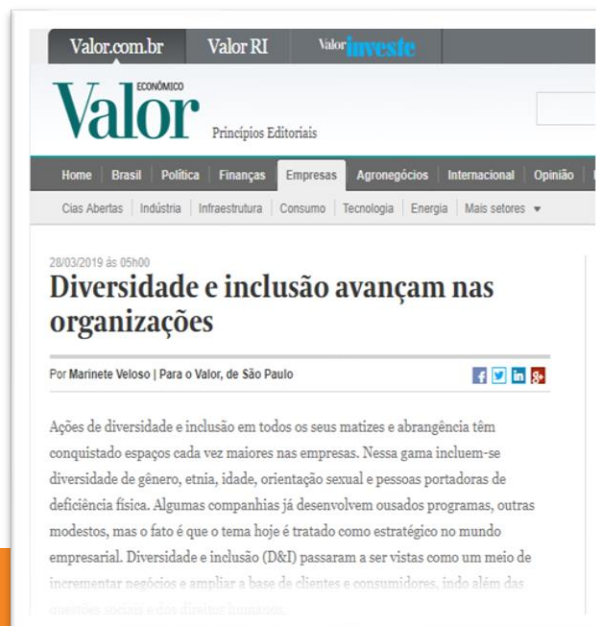 Valor.com.br Valor RI Valor investe
ECONÔMICO
Valor Princípios Editoriais
Home Brasil Política Finanças Empresas Agronegócios Internacional Opinião
Cias Abertas Indústria Infraestrutura Consumo Tecnologia Energia Mais setores
28/03/2019 às 05h00
Diversidade e inclusão avançam nas
organizações
Por Marinete Veloso | Para o Valor, de São Paulo
Ações de diversidade e inclusão em todos os seus matizes e abrangência têm
conquistado espaços cada vez maiores nas empresas. Nessa gama incluem-se
diversidade de gênero, etnia, idade, orientação sexual e pessoas portadoras de
deficiência física. Algumas companhias já desenvolvem ousados programas, outras
modestos, mas o fato é que o tema hoje é tratado como estratégico no mundo
empresarial. Diversidade e inclusão (D&I) passaram a ser vistas como um meio de
incrementar negócios e ampliar a base de clientes e consumidores, indo além das
questões sociais e dos direitos humanos.